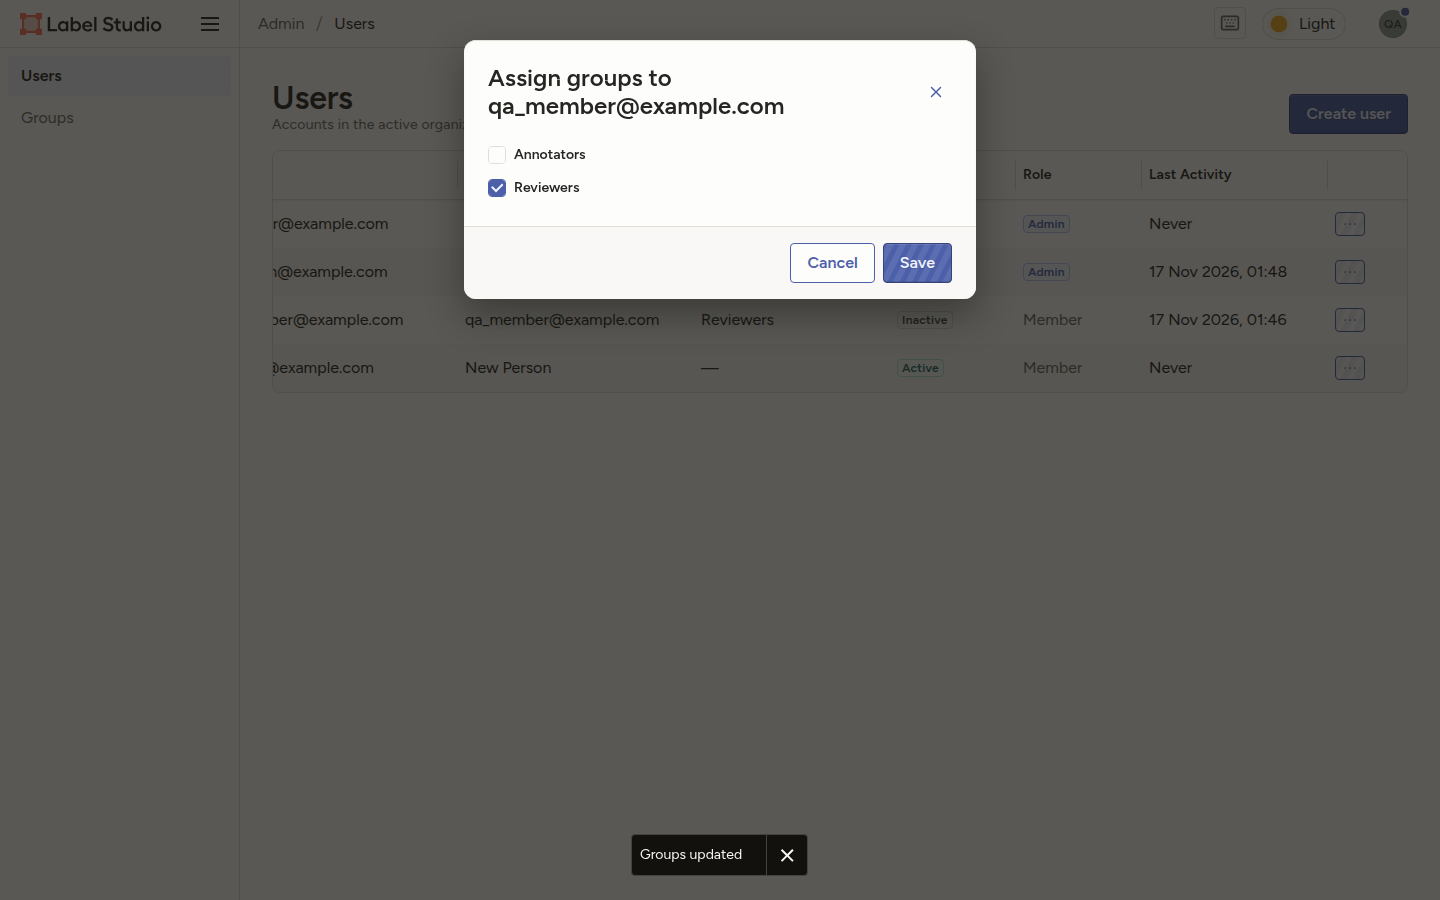 Label Studio
Admin / Users
Light
QA
Users
Groups
Users
Accounts in the active
Create user
Assign groups to
qa_member@example.com
Annotators
Reviewers
Cancel
Save
Role
Last Activity
r@example.com
Admin
Never
@example.com
Admin
17 Nov 2026, 01:48
ber@example.com
qa_member@example.com
Reviewers
Inactive
Member
17 Nov 2026, 01:46
@example.com
New Person
—
Active
Member
Never
Groups updated